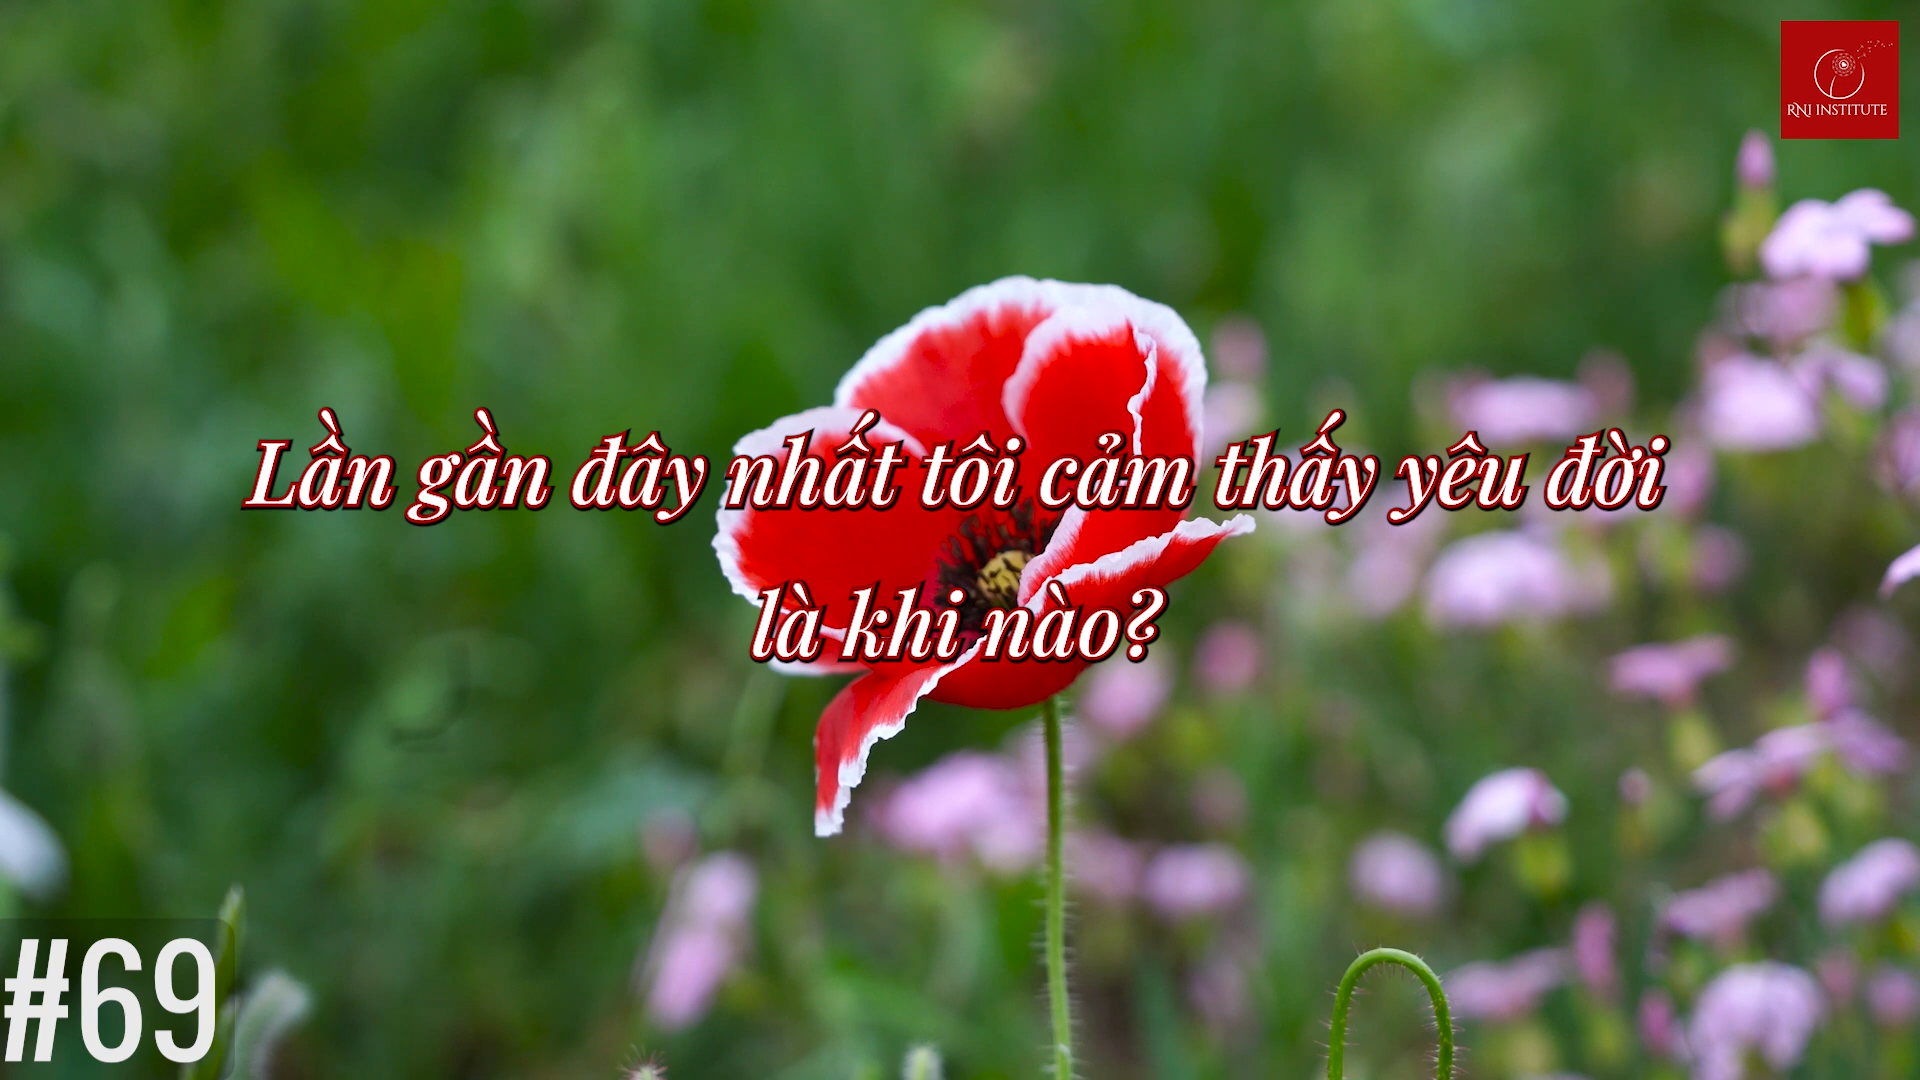 RNI INSTITUTE
Lần gần đây nhất tôi cảm thấy yêu đời
là khi nào?
#69